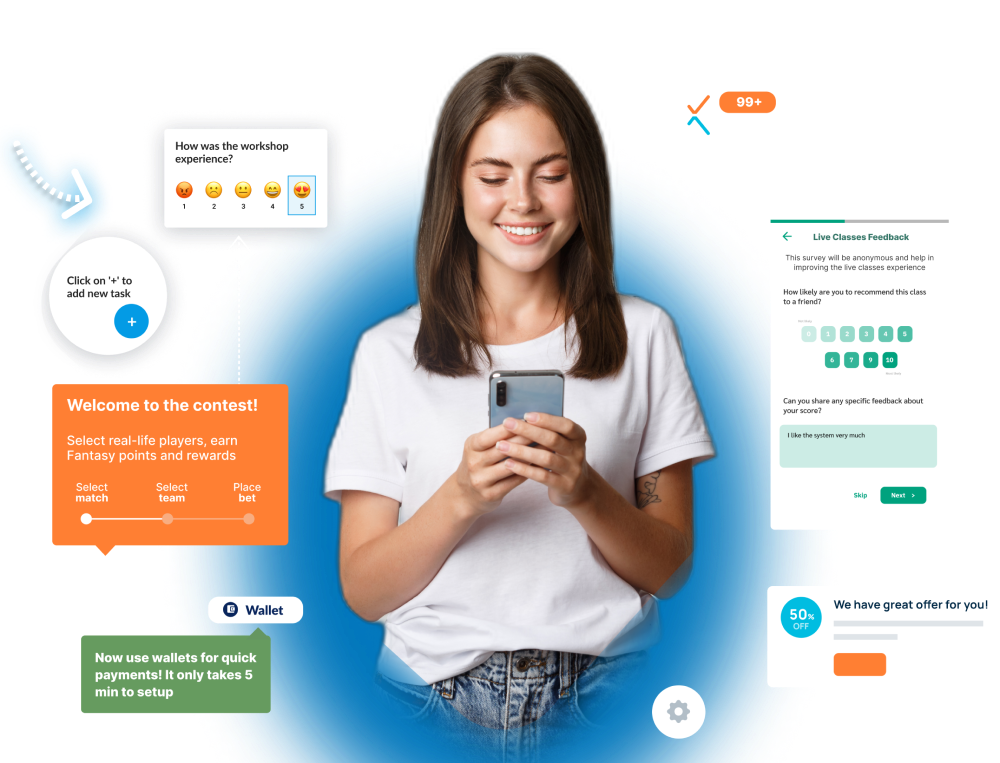 99+
How was the workshop
experience?
1 2 3 4 5
Click on '+' to
add new task
+
Welcome to the contest!
Select real-life players, earn
Fantasy points and rewards
Select Select Place
match team bet
Wallet
Now use wallets for quick
payments! It only takes 5
min to setup
Live Classes Feedback
This survey will be anonymous and help in
improving the live classes experience
How likely are you to recommend this class
to a friend?
0 1 2 3 4 5
6 7 9 10
Can you share any specific feedback about
your score?
I like the system very much
Skip Next >
50%
OFF
We have great offer for you!